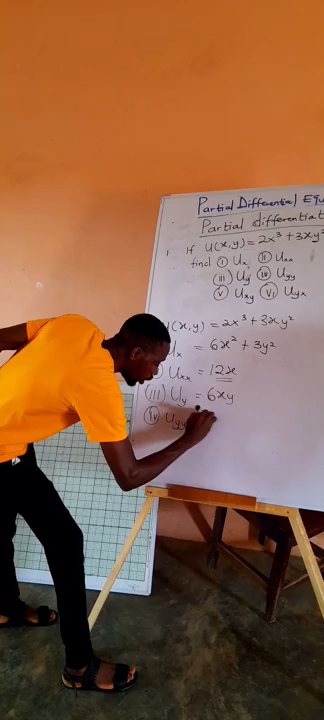 Partial Differential Equ
Partial differentiat
1. If U(x,y) = 2x³ + 3xy²
find (i) Ux (ii) Uxx
(iii) Uy (iv) Uyy
(v) Uxy (vi) Uyx
U(x,y) = 2x³ + 3xy²
Ux = 6x² + 3y²
Uxx = 12x
(iii) Uy = 6xy
(iv) Uyy